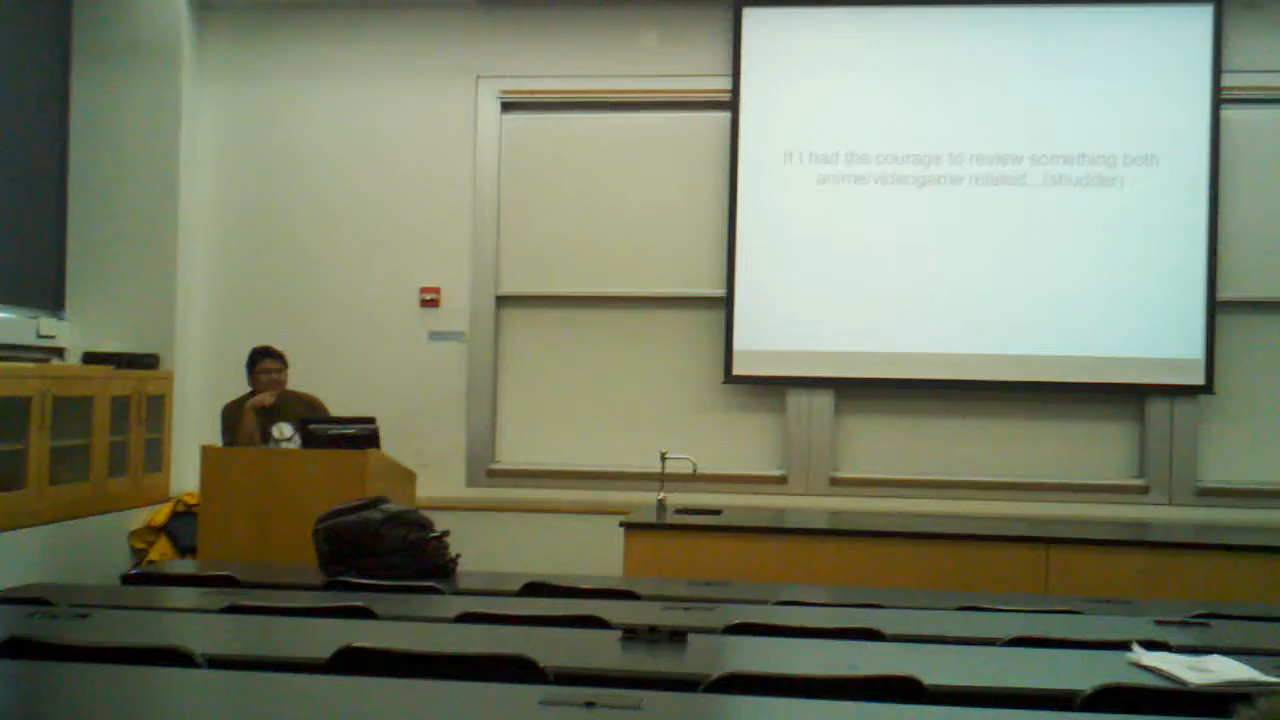 If I had the courage to review something both
anime/videogame related...(shudder)